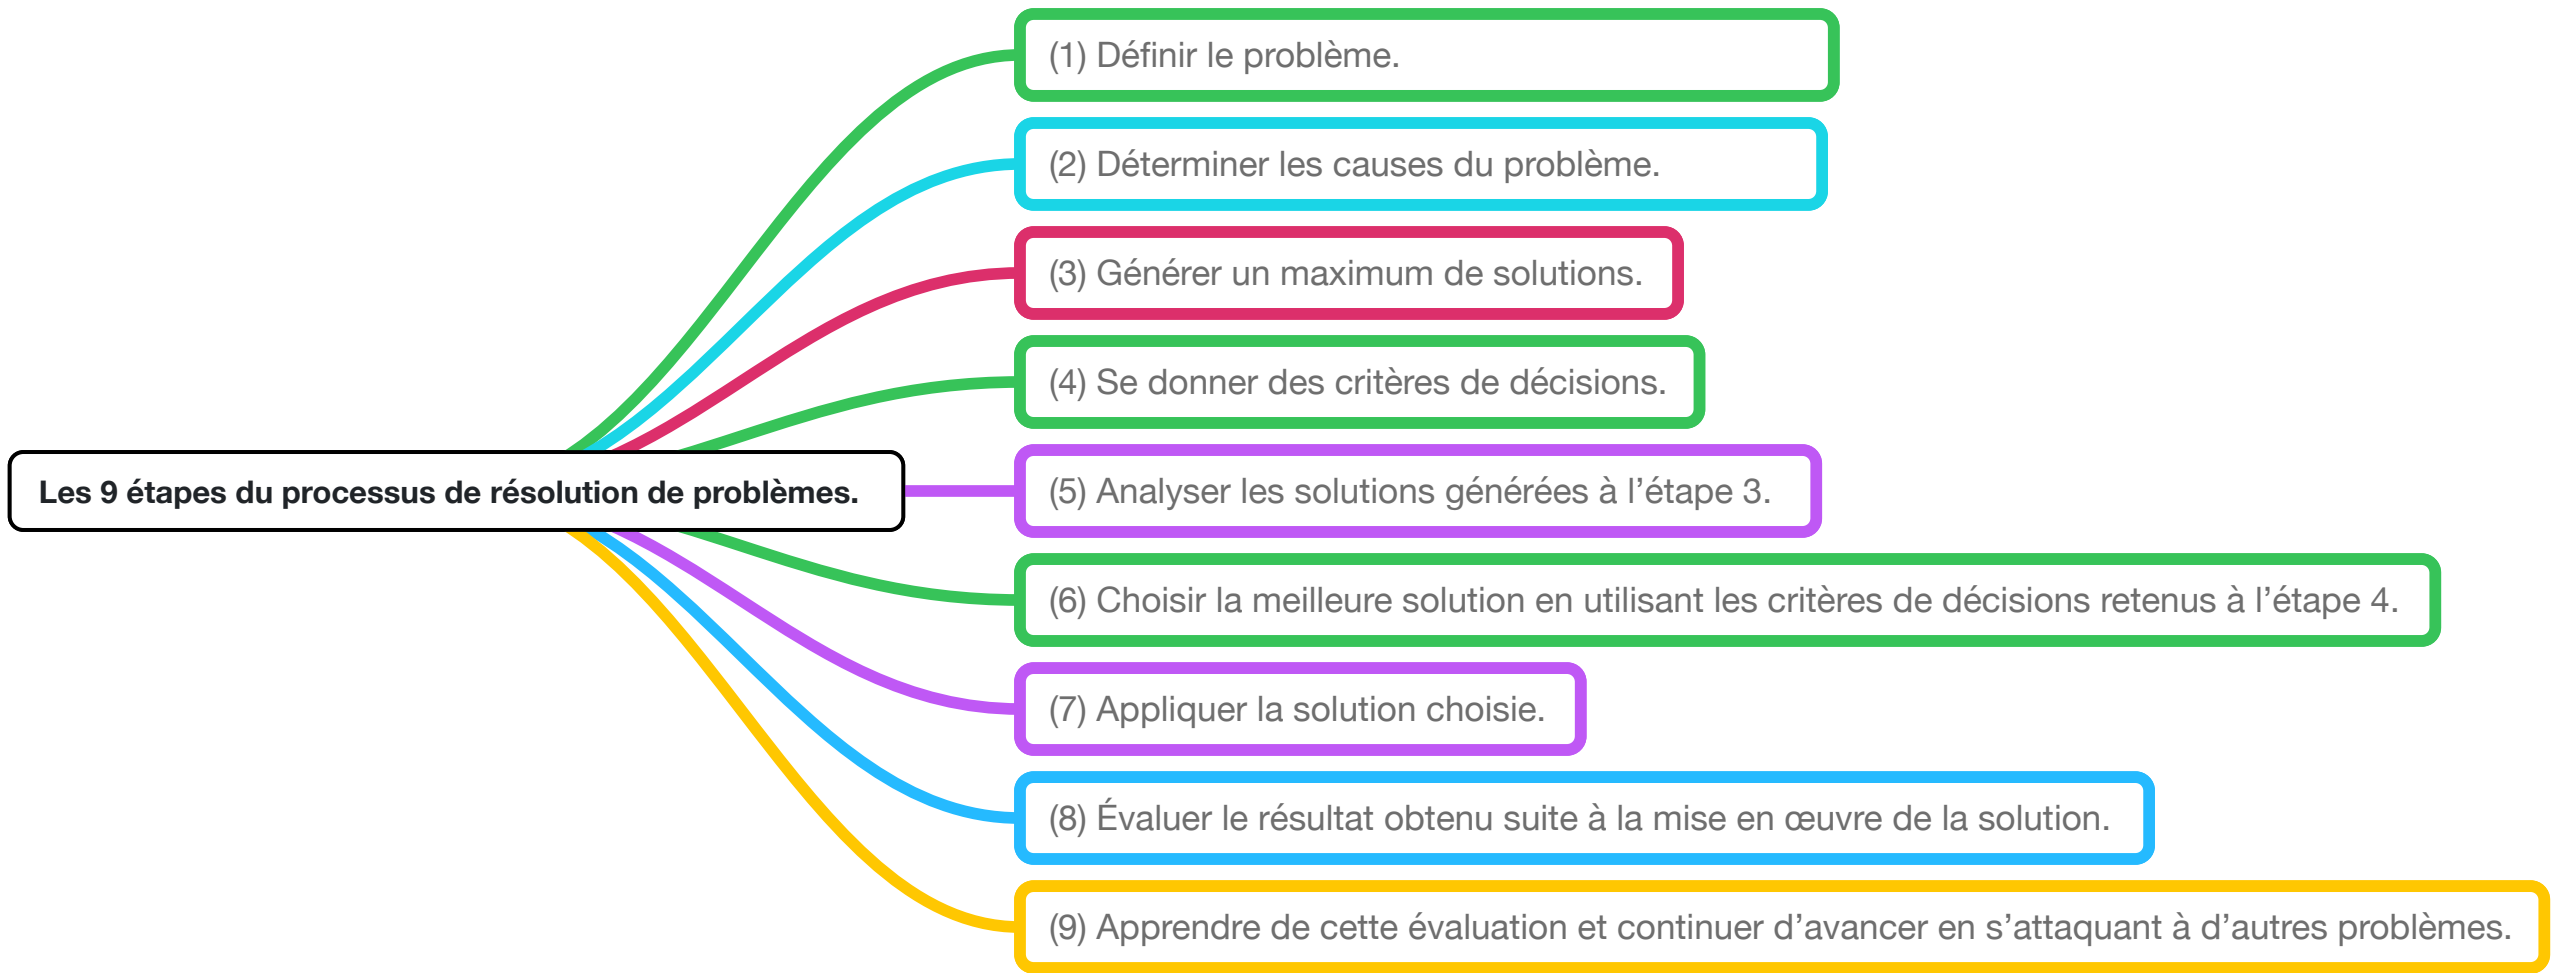 (1) Définir le problème.
(2) Déterminer les causes du problème.
(3) Générer un maximum de solutions.
(4) Se donner des critères de décisions.
Les 9 étapes du processus de résolution de problèmes.
(5) Analyser les solutions générées à l’étape 3.
(6) Choisir la meilleure solution en utilisant les critères de décisions retenus à l’étape 4.
(7) Appliquer la solution choisie.
(8) Évaluer le résultat obtenu suite à la mise en œuvre de la solution.
(9) Apprendre de cette évaluation et continuer d’avancer en s’attaquant à d’autres problèmes.